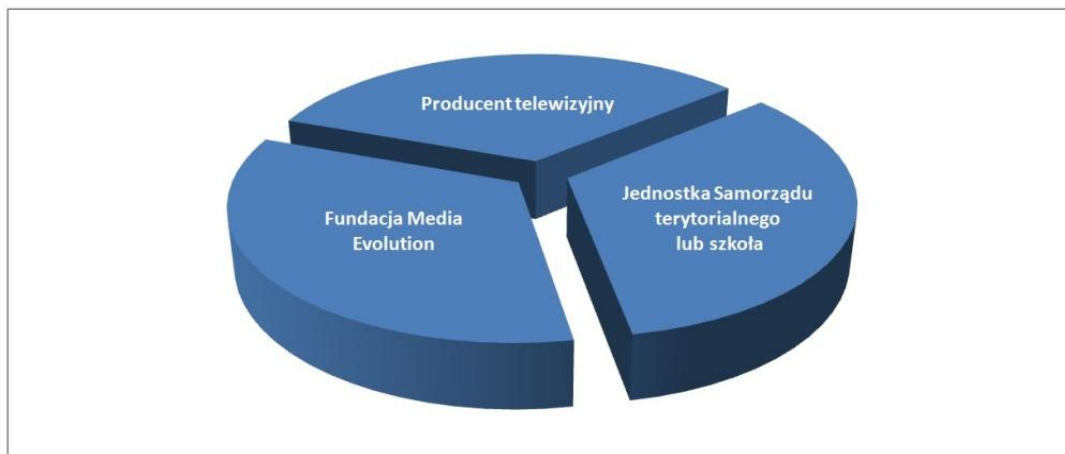 Producent telewizyjny
Jednostka Samorządu
terytorialnego
lub szkoła
Fundacja Media
Evolution